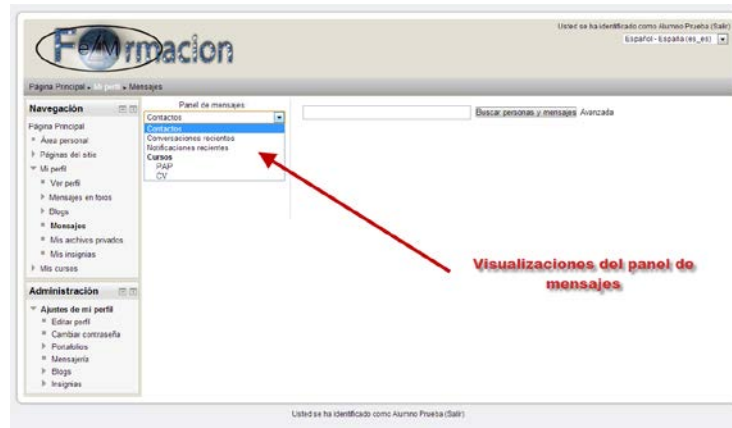 Usted se ha identificado como Alumno Prueba (Salir)
Español - España (es_es)
Fe/Mrmacion
Página Principal ▸ Mi perfil ▸ Mensajes
Navegación
Página Principal
Área personal
Páginas del sitio
Mi perfil
Ver perfil
Mensajes en foros
Blogs
Mensajes
Mis archivos privados
Mis insignias
Mis cursos
Administración
Ajustes de mi perfil
Editar perfil
Cambiar contraseña
Portafolios
Mensajería
Blogs
Insignias
Panel de mensajes
Contactos
Contactos
Conversaciones recientes
Notificaciones recientes
Cursos
PAP
CV
Buscar personas y mensajes Avanzada
Visualizaciones del panel de
mensajes
Usted se ha identificado como Alumno Prueba (Salir)